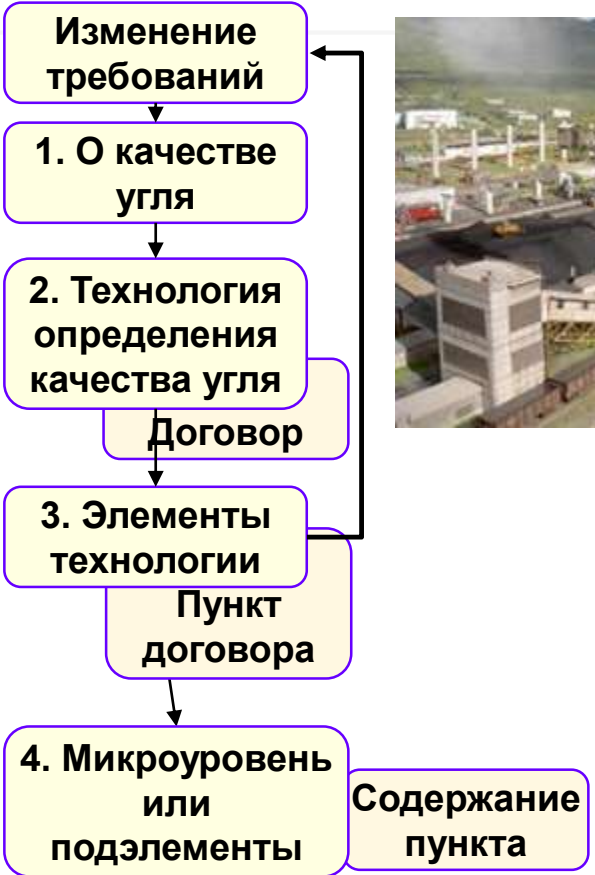 Изменение
требований
1. О качестве
угля
2. Технология
определения
качества угля
Договор
3. Элементы
технологии
Пункт
договора
4. Микроуровень
или
подэлементы
Содержание
пункта